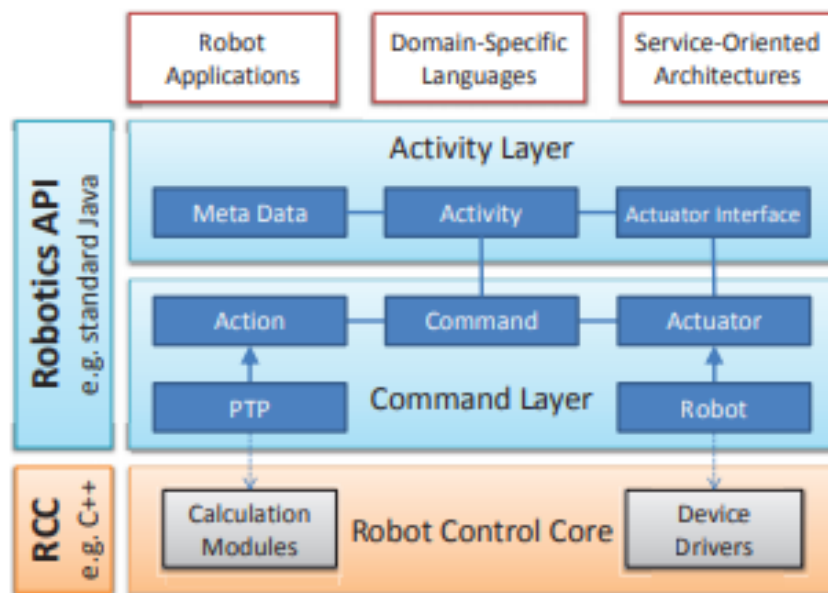 Robot
Applications
Domain-Specific
Languages
Service-Oriented
Architectures
Robotics API
e.g. standard Java
Activity Layer
Meta Data
Activity
Actuator Interface
Action
Command
Actuator
PTP
Command Layer
Robot
RCC
e.g. C++
Calculation
Modules
Robot Control Core
Device
Drivers